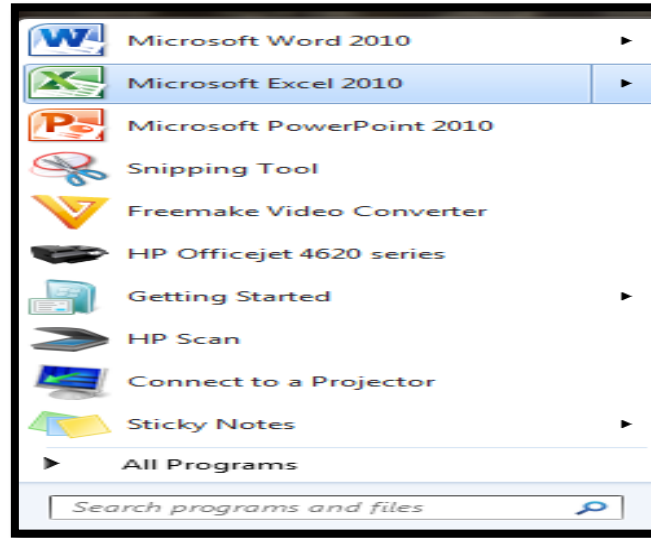 Microsoft Word 2010
Microsoft Excel 2010
Microsoft PowerPoint 2010
Snipping Tool
Freemake Video Converter
HP Officejet 4620 series
Getting Started
HP Scan
Connect to a Projector
Sticky Notes
All Programs
Search programs and files